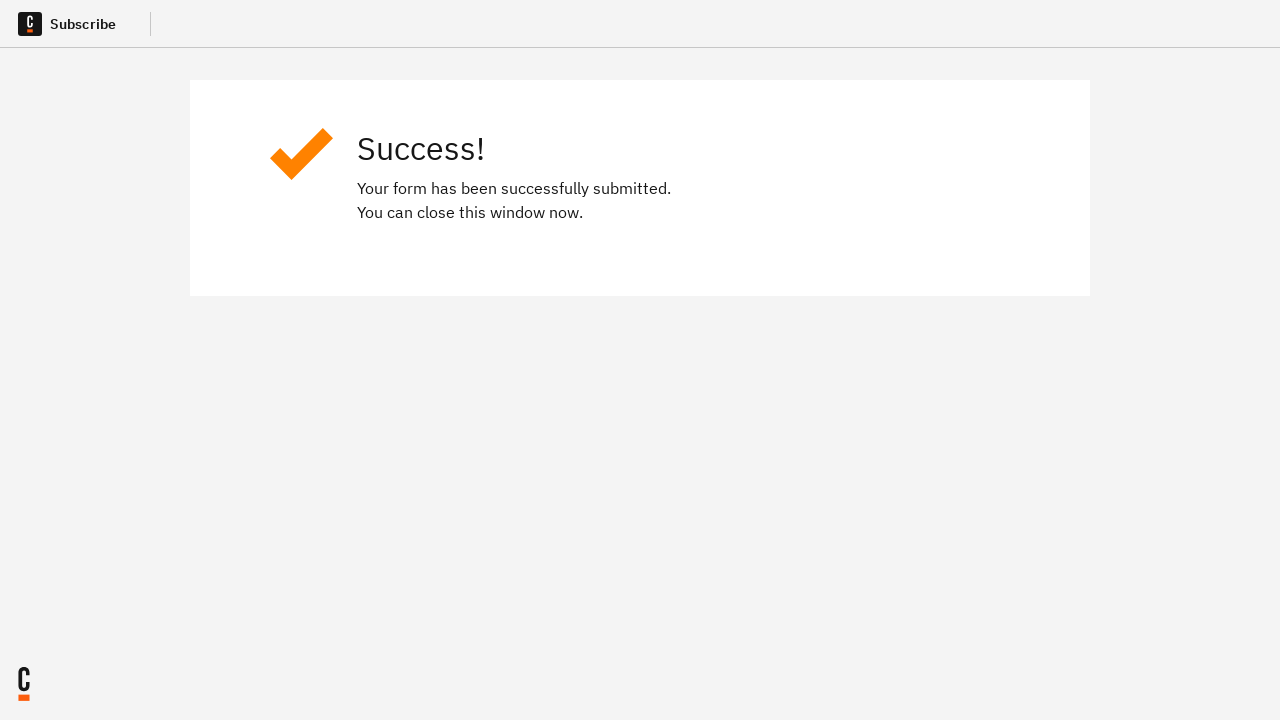 C Subscribe
Success!
Your form has been successfully submitted.
You can close this window now.
C